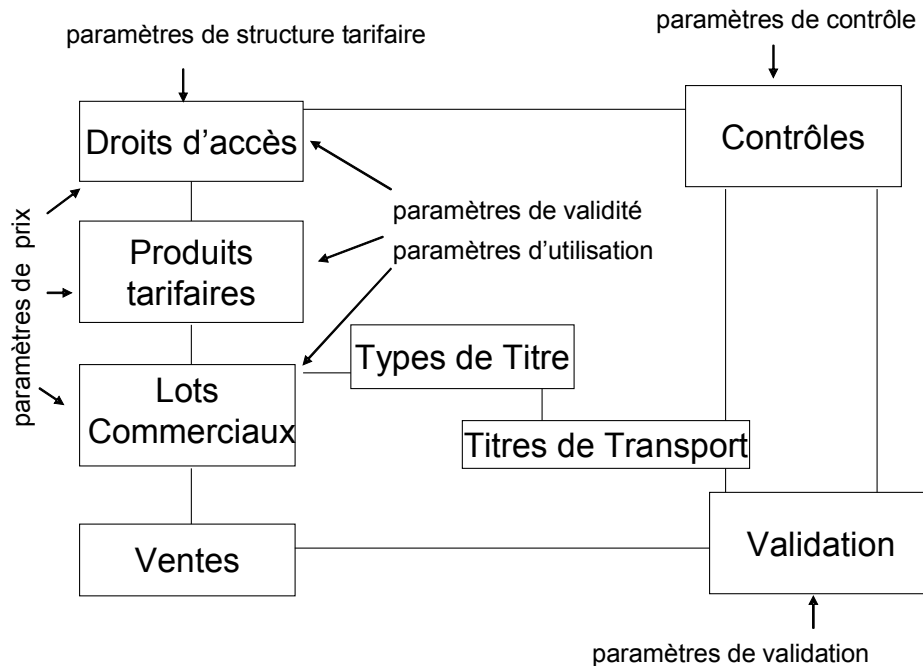 paramètres de structure tarifaire
paramètres de contrôle
Droits d’accès
Contrôles
paramètres de validité
paramètres d’utilisation
paramètres de prix
Produits
tarifaires
Types de Titre
Lots
Commerciaux
Titres de Transport
Ventes
Validation
paramètres de validation